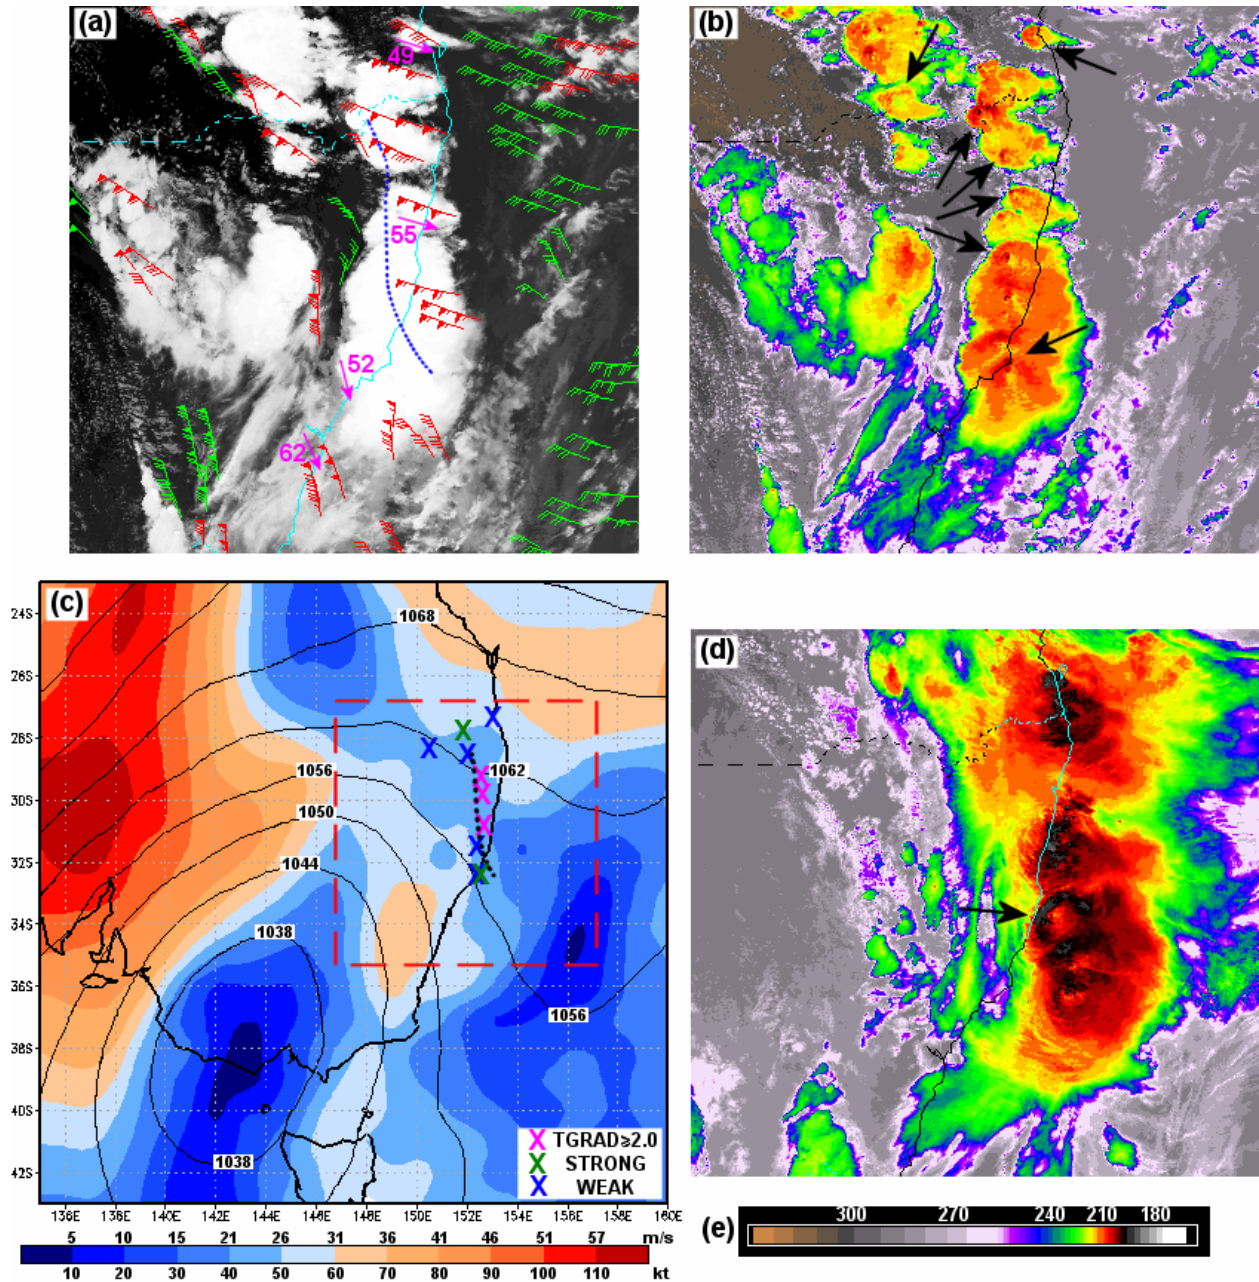 (a)
49
55
52
62
(b)
(c)
24S
26S
28S
30S
32S
34S
36S
38S
40S
42S
1068
1062
1056
1050
1044
1038
1038
1056
X TGRAD≥2.0
X STRONG
X WEAK
136E 138E 140E 142E 144E 146E 148E 150E 152E 154E 156E 158E 160E
5 10 15 21 26 31 36 41 46 51 57 m/s
10 20 30 40 50 60 70 80 90 100 110 kt
(d)
(e)
300 270 240 210 180